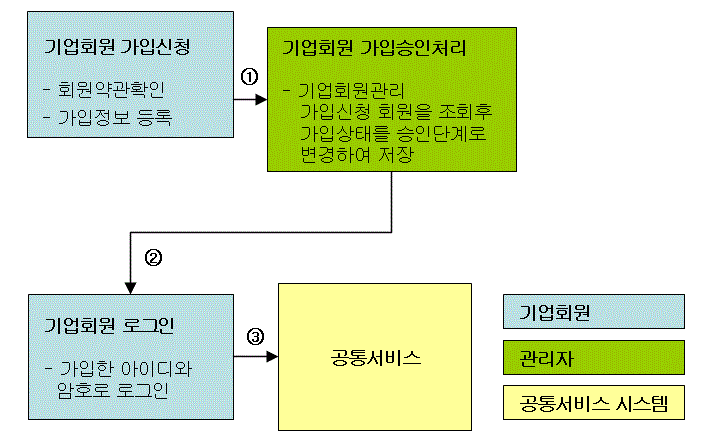 기업회원 가입신청
- 회원약관확인
- 가입정보 등록
①
기업회원 가입승인처리
- 기업회원관리
가입신청 회원을 조회후
가입상태를 승인단계로
변경하여 저장
②
기업회원 로그인
- 가입한 아이디와
암호로 로그인
③
공통서비스
기업회원
관리자
공통서비스 시스템